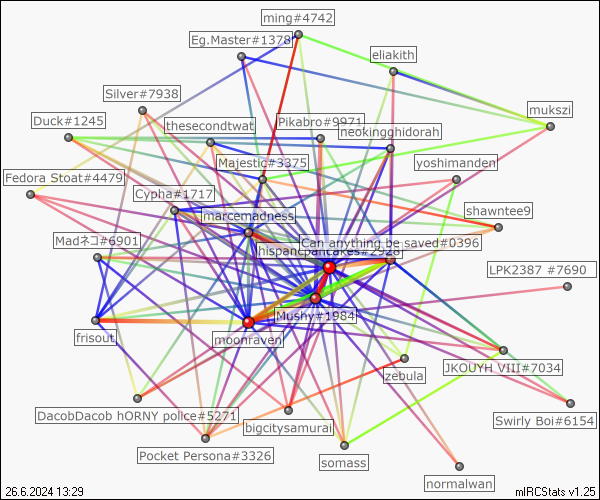 ming#4742
Eg.Master#1378
eliakith
Silver#7938
mukszi
Duck#1245
thesecondtwat
Pikabro#9971
neokingghidorah
Majestic#3375
yoshimanden
Fedora Stoat#4479
Cypha#1717
shawntee9
marcemadness
Madネコ#6901
Can anything be saved#0396
hispancpantakes#2928
LPK2387 #7690
Mushy#1984
frisout
moonraven
JKOUYH VIII#7034
zebula
DacobDacob hORNY police#5271
Swirly Boi#6154
bigcitysamurai
Pocket Persona#3326
somass
normalwan
26.6.2024 13:29
mIRCStats v1.25